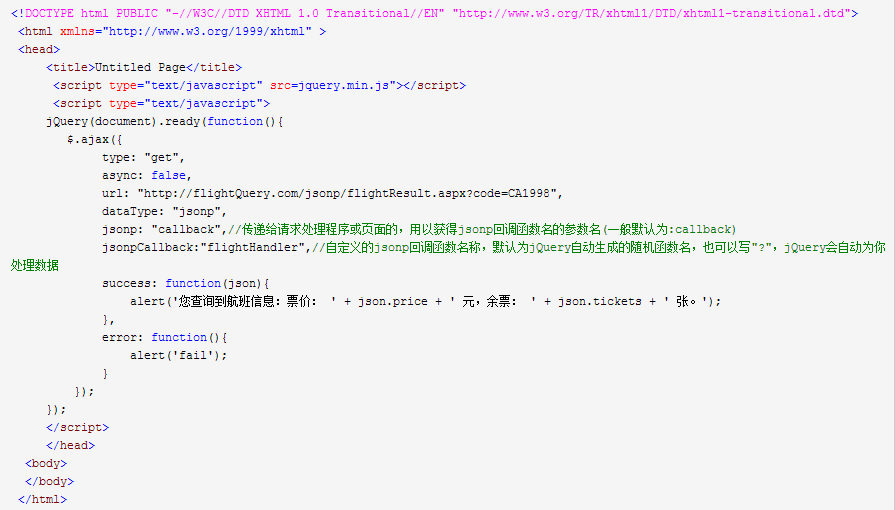 <!DOCTYPE html PUBLIC "-//W3C//DTD XHTML 1.0 Transitional//EN" "http://www.w3.org/TR/xhtml1/DTD/xhtml1-transitional.dtd">
<html xmlns="http://www.w3.org/1999/xhtml" >
<head>
<title>Untitled Page</title>
<script type="text/javascript" src=jquery.min.js"></script>
<script type="text/javascript">
jQuery(document).ready(function(){
$.ajax({
type: "get",
async: false,
url: "http://flightQuery.com/jsonp/flightResult.aspx?code=CA1998",
dataType: "jsonp",
jsonp: "callback",//传递给请求处理程序或页面的，用以获得jsonp回调函数名的参数名(一般默认为:callback)
jsonpCallback:"flightHandler",//自定义的jsonp回调函数名称，默认为jQuery自动生成的随机函数名，也可以写"?"，jQuery会自动为你
处理数据
success: function(json){
alert('您查询到航班信息：票价： ' + json.price + ' 元，余票： ' + json.tickets + ' 张。');
},
error: function(){
alert('fail');
}
});
});
</script>
</head>
<body>
</body>
</html>